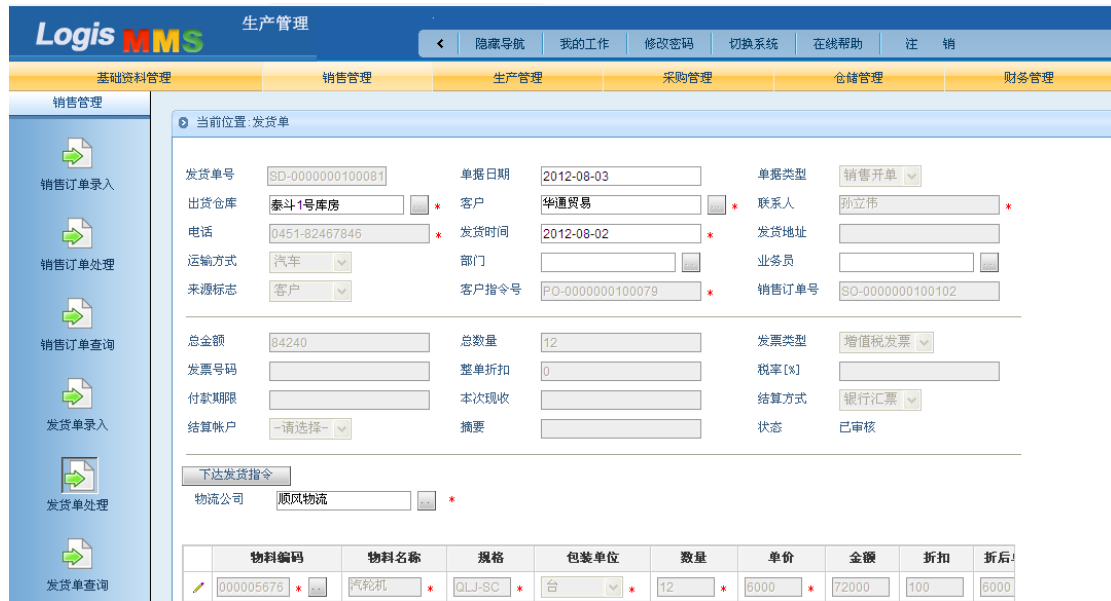 Logis MMS 生产管理
隐藏导航 我的工作 修改密码 切换系统 在线帮助 注 销
基础资料管理 销售管理 生产管理 采购管理 仓储管理 财务管理
销售管理
当前位置:发货单
销售订单录入
销售订单处理
销售订单查询
发货单录入
发货单处理
发货单查询
发货单号 SD-0000000100081 单据日期 2012-08-03 单据类型 销售开单
出货仓库 泰斗1号库房 ... * 客户 华通贸易 ... * 联系人 孙立伟 *
电话 0451-82467846 * 发货时间 2012-08-02 * 发货地址
运输方式 汽车 部门 ... 业务员 ...
来源标志 客户 客户指令号 PO-0000000100079 * 销售订单号 SO-0000000100102
总金额 84240 总数量 12 发票类型 增值税发票
发票号码 整单折扣 0 税率[%]
付款期限 本次现收 结算方式 银行汇票
结算帐户 -请选择- 摘要 状态 已审核
下达发货指令
物流公司 顺风物流 ... *
物料编码 物料名称 规格 包装单位 数量 单价 金额 折扣 折后
000005676 * ... 汽轮机 * QLJ-SC * 台 * 12 * 6000 * 72000 100 6000